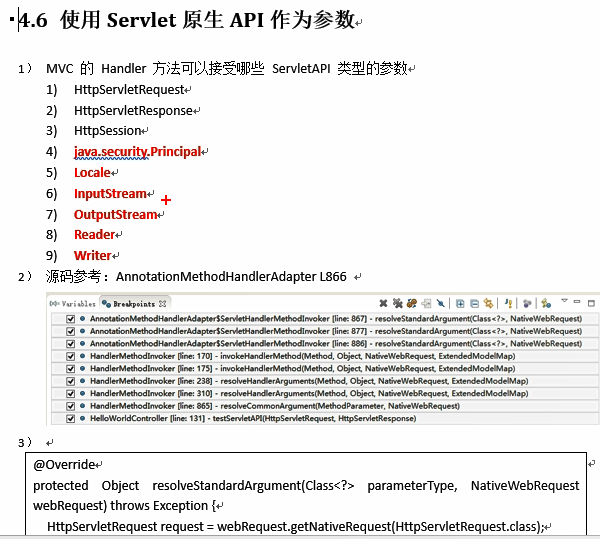 4.6 使用 Servlet 原生 API 作为参数
1） MVC 的 Handler 方法可以接受哪些 ServletAPI 类型的参数
1) HttpServletRequest
2) HttpServletResponse
3) HttpSession
4) java.security.Principal
5) Locale
6) InputStream
7) OutputStream
8) Reader
9) Writer
2） 源码参考：AnnotationMethodHandlerAdapter L866
Variables Breakpoints
AnnotationMethodHandlerAdapter$ServletHandlerMethodInvoker [line: 867] - resolveStandardArgument(Class<?>, NativeWebRequest)
AnnotationMethodHandlerAdapter$ServletHandlerMethodInvoker [line: 877] - resolveStandardArgument(Class<?>, NativeWebRequest)
AnnotationMethodHandlerAdapter$ServletHandlerMethodInvoker [line: 886] - resolveStandardArgument(Class<?>, NativeWebRequest)
HandlerMethodInvoker [line: 170] - invokeHandlerMethod(Method, Object, NativeWebRequest, ExtendedModelMap)
HandlerMethodInvoker [line: 175] - invokeHandlerMethod(Method, Object, NativeWebRequest, ExtendedModelMap)
HandlerMethodInvoker [line: 238] - resolveHandlerArguments(Method, Object, NativeWebRequest, ExtendedModelMap)
HandlerMethodInvoker [line: 310] - resolveHandlerArguments(Method, Object, NativeWebRequest, ExtendedModelMap)
HandlerMethodInvoker [line: 865] - resolveCommonArgument(MethodParameter, NativeWebRequest)
HelloWorldController [line: 131] - testServletAPI(HttpServletRequest, HttpServletResponse)
3）
@Override
protected Object resolveStandardArgument(Class<?> parameterType, NativeWebRequest
webRequest) throws Exception {
HttpServletRequest request = webRequest.getNativeRequest(HttpServletRequest.class);